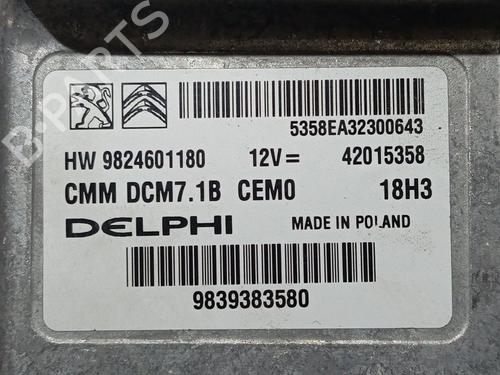 B-PARTS
5358EA32300643
HW 9824601180 12V= 42015358
CMM DCM7.1B CEM0 18H3
DELPHI MADE IN POLAND
9839383580